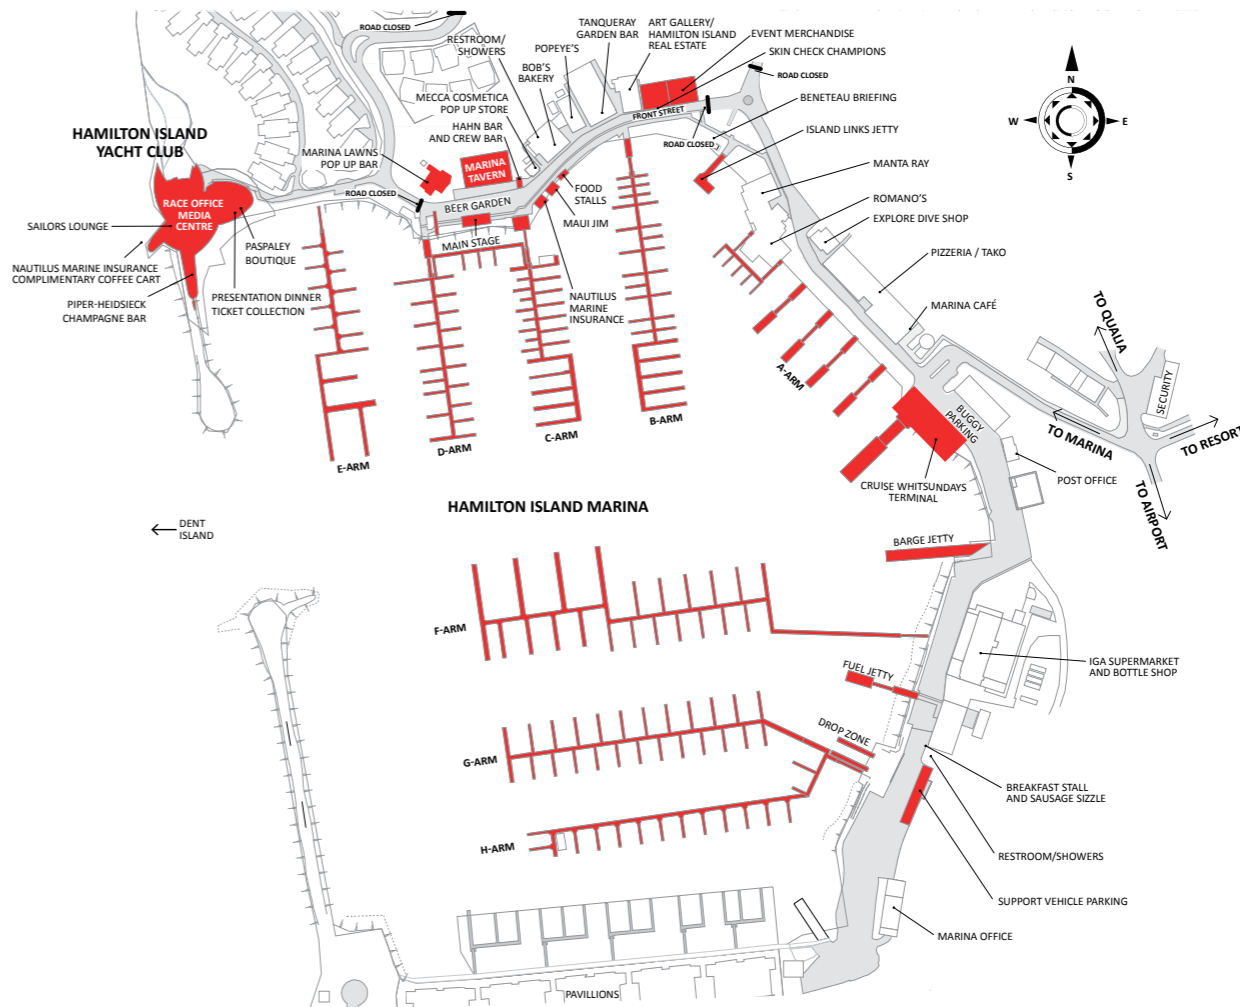 ROAD CLOSED
RESTROOM/
SHOWERS
POPEYE'S
BOB'S
BAKERY
TANQUERAY
GARDEN BAR
ART GALLERY/
HAMILTON ISLAND
REAL ESTATE
EVENT MERCHANDISE
SKIN CHECK CHAMPIONS
ROAD CLOSED
BENETEAU BRIEFING
FRONT STREET
ROAD CLOSED
ISLAND LINKS JETTY
MECCA COSMETICA
POP UP STORE
HAHN BAR
AND CREW BAR
MARINA LAWNS
POP UP BAR
MARINA
TAVERN
ROAD CLOSED
BEER GARDEN
MAIN STAGE
FOOD
STALLS
MAUI JIM
NAUTILUS
MARINE
INSURANCE
HAMILTON ISLAND
YACHT CLUB
RACE OFFICE
MEDIA
CENTRE
SAILORS LOUNGE
NAUTILUS MARINE INSURANCE
COMPLIMENTARY COFFEE CART
PIPER-HEIDSIECK
CHAMPAGNE BAR
PASPALEY
BOUTIQUE
PRESENTATION DINNER
TICKET COLLECTION
N
W
E
S
MANTA RAY
ROMANO'S
EXPLORE DIVE SHOP
PIZZERIA / TAKO
MARINA CAFÉ
TO QUALIA
SECURITY
TO MARINA
TO RESORT
TO AIRPORT
A-ARM
B-ARM
C-ARM
D-ARM
E-ARM
BUGGY
PARKING
CRUISE WHITSUNDAYS
TERMINAL
POST OFFICE
HAMILTON ISLAND MARINA
DENT
ISLAND
BARGE JETTY
F-ARM
IGA SUPERMARKET
AND BOTTLE SHOP
FUEL JETTY
DROP ZONE
G-ARM
BREAKFAST STALL
AND SAUSAGE SIZZLE
H-ARM
RESTROOM/SHOWERS
SUPPORT VEHICLE PARKING
MARINA OFFICE
PAVILLIONS